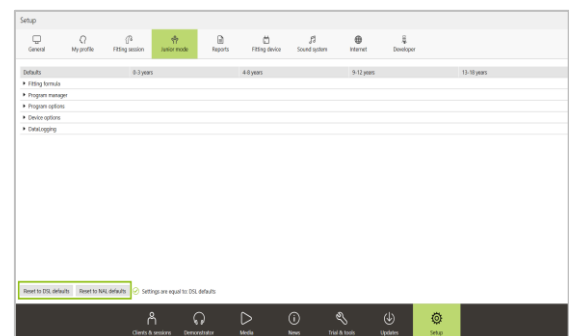 Setup
General My profile Fitting session Junior mode Reports Fitting device Sound system Internet Developer
Defaults 0-3 years 4-8 years 9-12 years 13-18 years
Fitting formula
Program manager
Program options
Device options
DataLogging
Reset to DSL defaults Reset to NAL defaults Settings are equal to DSL defaults
Clients & sessions Demonstrator Media News Trial & tools Updates Setup